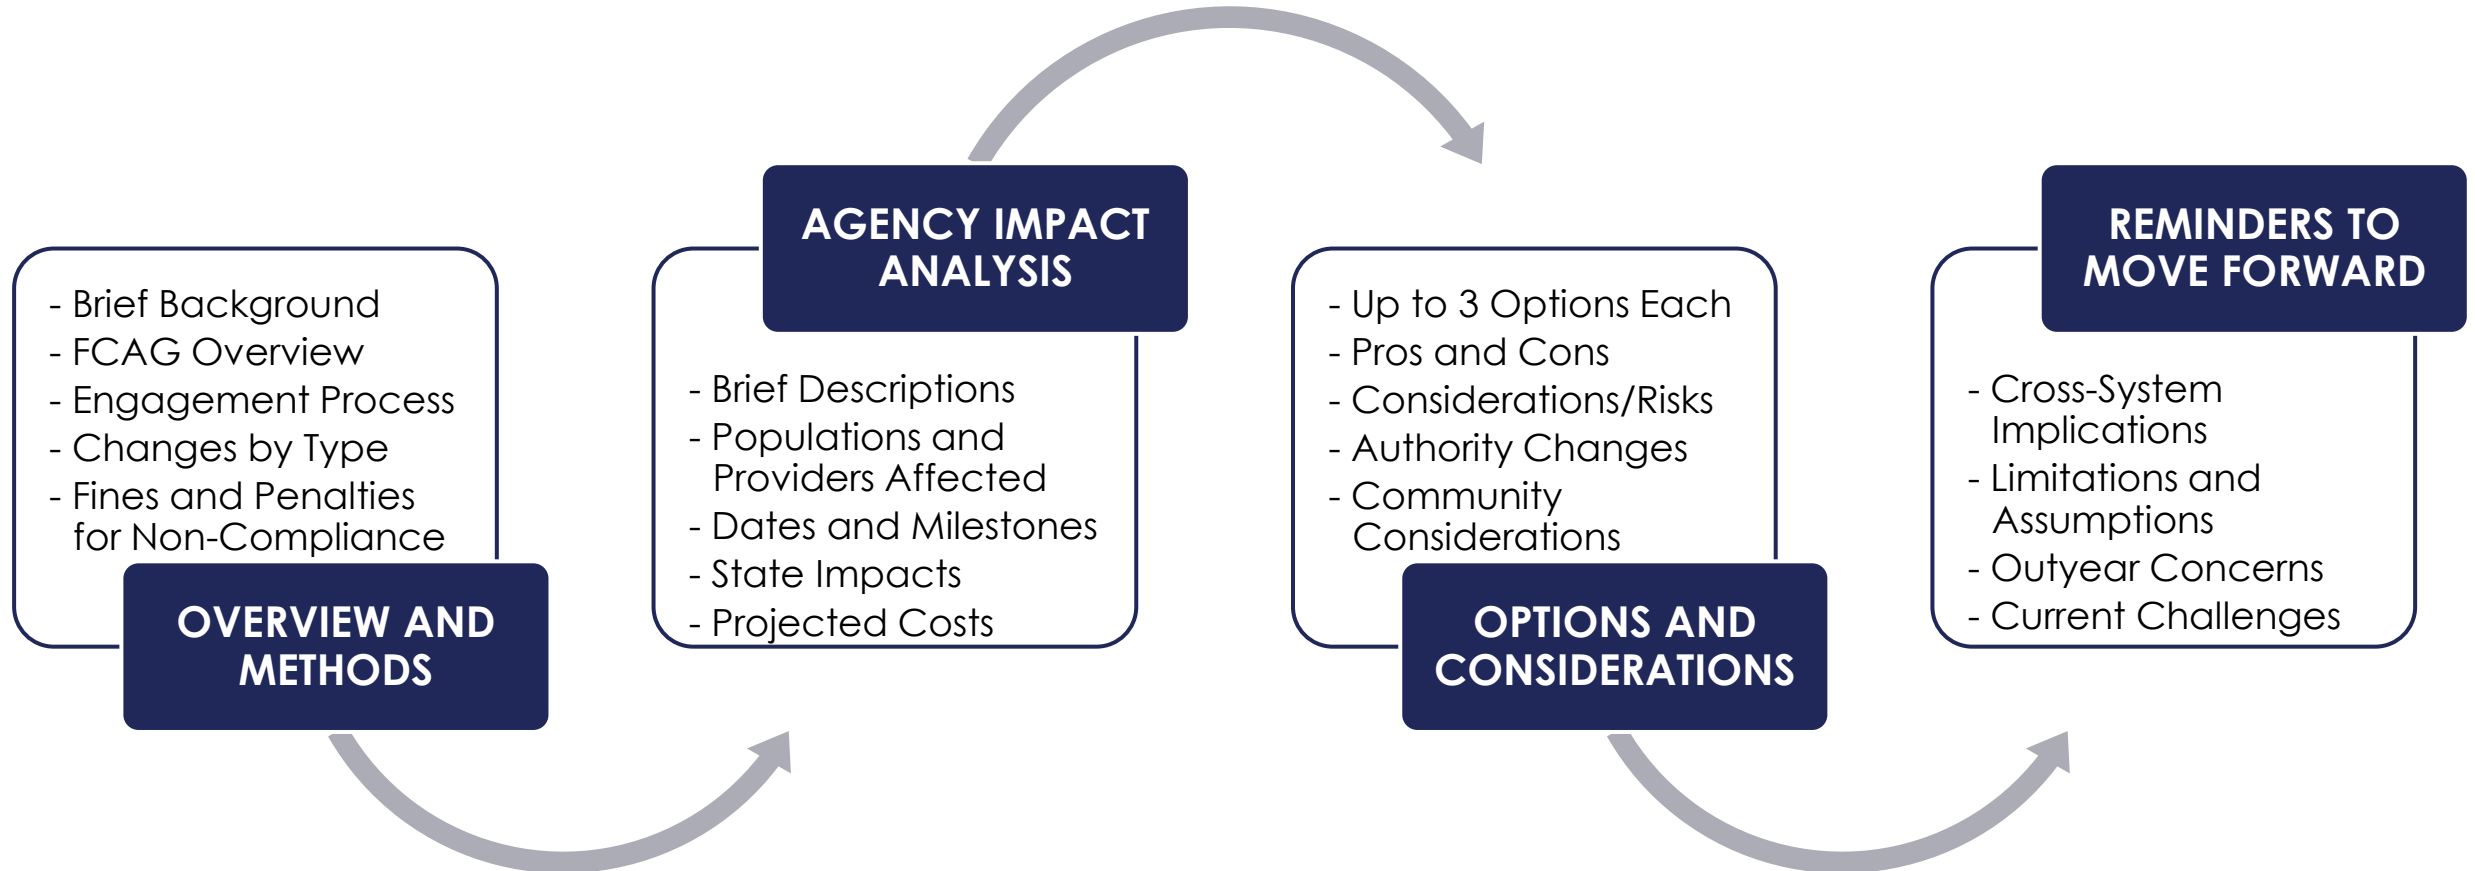 - Brief Background
- FCAG Overview
- Engagement Process
- Changes by Type
- Fines and Penalties
for Non-Compliance
OVERVIEW AND
METHODS
AGENCY IMPACT
ANALYSIS
- Brief Descriptions
- Populations and
Providers Affected
- Dates and Milestones
- State Impacts
- Projected Costs
- Up to 3 Options Each
- Pros and Cons
- Considerations/Risks
- Authority Changes
- Community
Considerations
OPTIONS AND
CONSIDERATIONS
REMINDERS TO
MOVE FORWARD
- Cross-System
Implications
- Limitations and
Assumptions
- Outyear Concerns
- Current Challenges